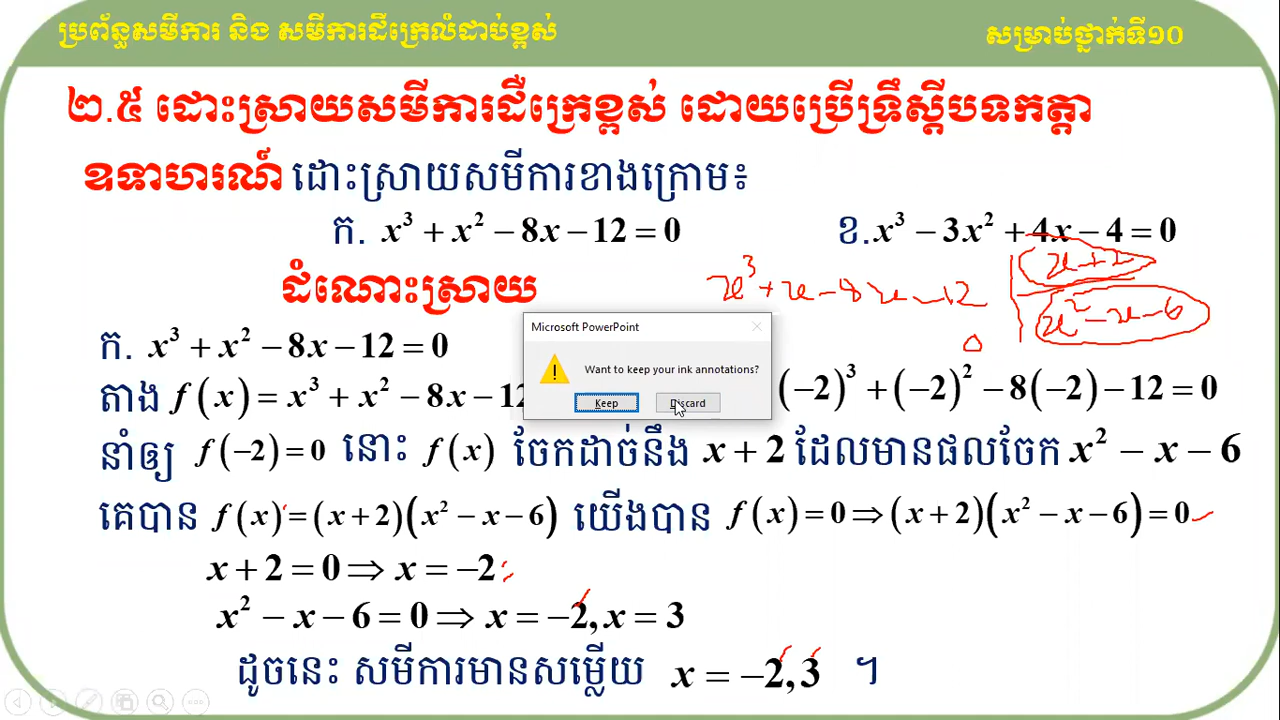 ប្រព័ន្ធសមីការ និង សមីការដឺក្រេលំដាប់ខ្ពស់ សម្រាប់ថ្នាក់ទី១០
២.៥ ដោះស្រាយសមីការដឺក្រេខ្ពស់ ដោយប្រើទ្រឹស្តីបទកត្តា
ឧទាហរណ៍ ដោះស្រាយសមីការខាងក្រោម៖
ក. x³ + x² − 8x − 12 = 0 ខ. x³ − 3x² + 4x − 4 = 0
ដំណោះស្រាយ x³ + x − 8x − 12 x + 2
x² − x − 6
0
Microsoft PowerPoint
Want to keep your ink annotations?
Keep Discard
ក. x³ + x² − 8x − 12 = 0
តាង f(x) = x³ + x² − 8x − 12 (−2)³ + (−2)² − 8(−2) − 12 = 0
នាំឲ្យ f(−2) = 0 នោះ f(x) ចែកដាច់នឹង x + 2 ដែលមានផលចែក x² − x − 6
គេបាន f(x) = (x + 2)(x² − x − 6) យើងបាន f(x) = 0 ⇒ (x + 2)(x² − x − 6) = 0
x + 2 = 0 ⇒ x = −2
x² − x − 6 = 0 ⇒ x = −2, x = 3
ដូចនេះ សមីការមានសម្លើយ x = −2, 3 ។